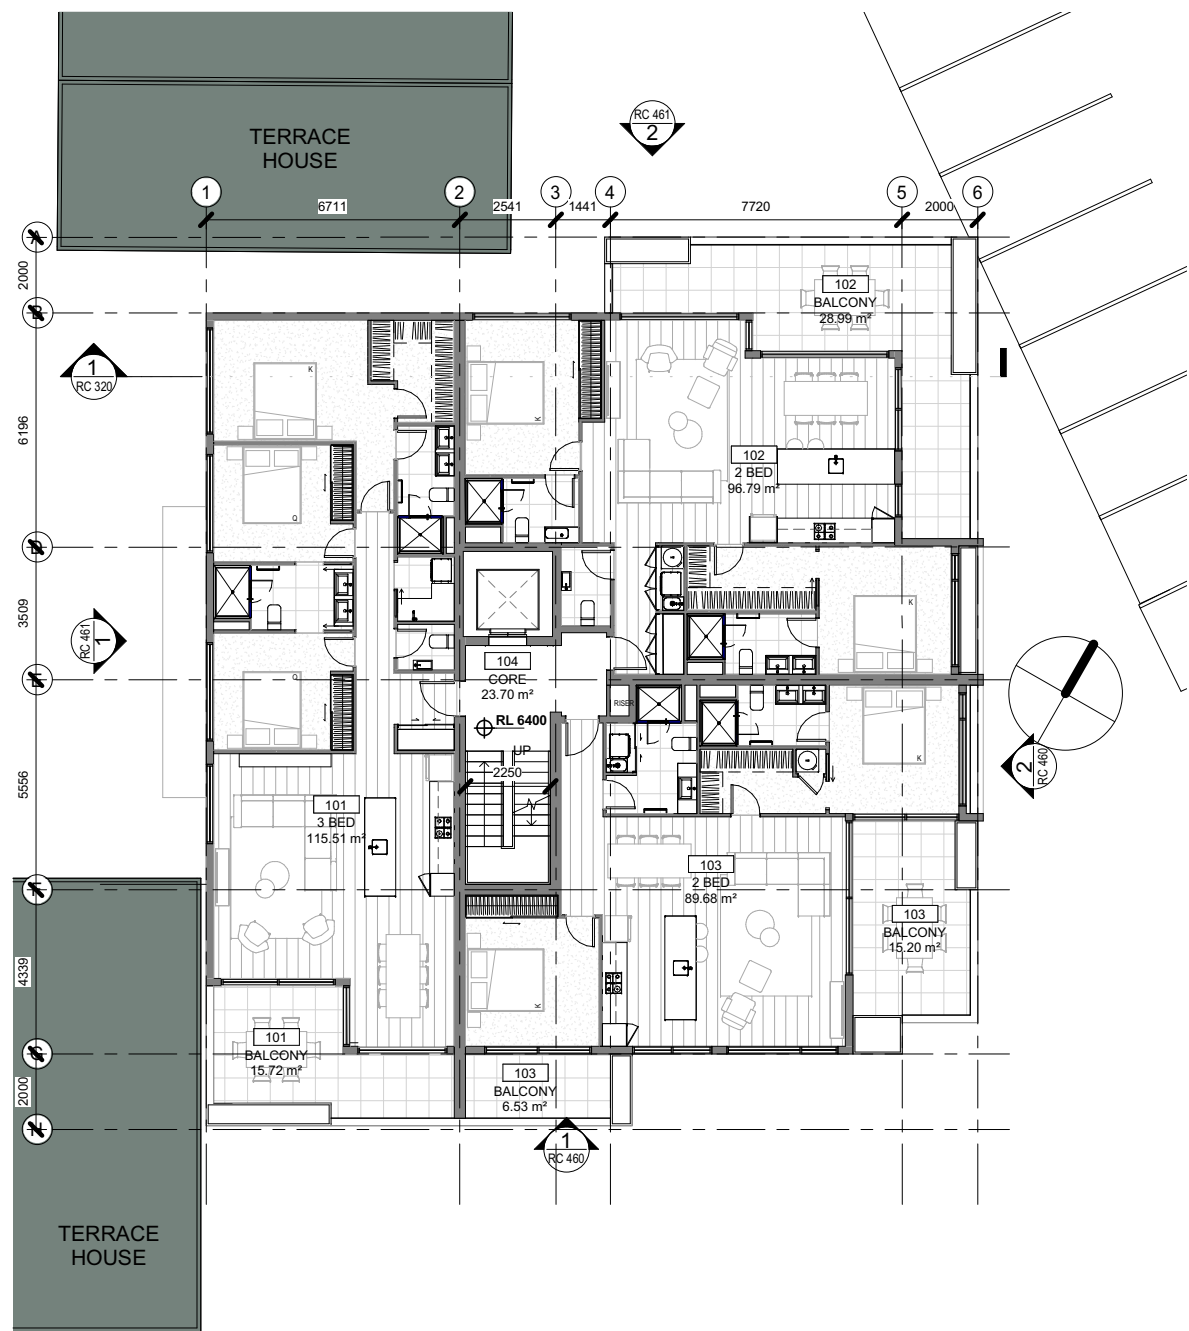 TERRACE
HOUSE
RC 461
2
1
2
3
4
5
6
6711
2541
1441
7720
2000
2000
102
BALCONY
28.99 m²
1
RC 320
K
K
6196
102
2 BED
96.79 m²
Q
3509
RC 461
1
K
K
104
CORE
23.70 m²
RISER
RL 6400
UP
2250
K
2
RC 460
5556
101
3 BED
115.51 m²
103
2 BED
89.68 m²
103
BALCONY
15.20 m²
4339
K
101
BALCONY
15.72 m²
2000
103
BALCONY
6.53 m²
1
RC 460
TERRACE
HOUSE